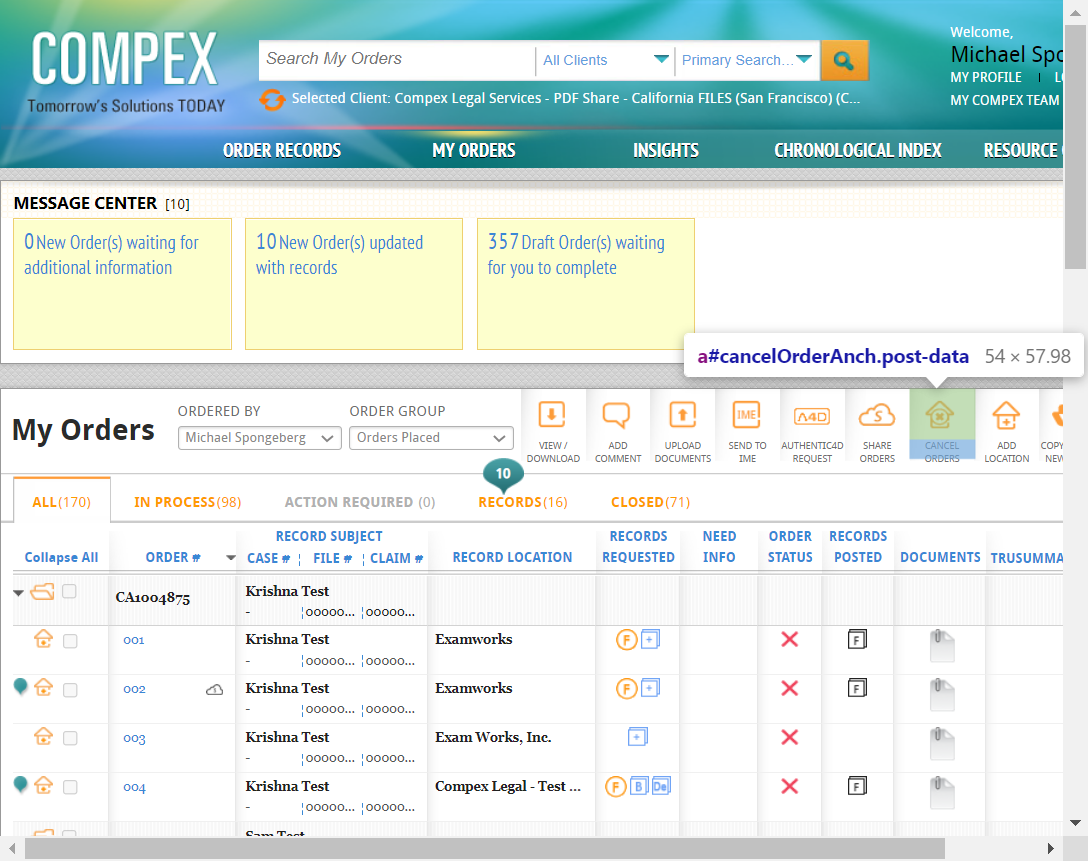 COMPEX
Tomorrow's Solutions TODAY
Search My Orders
All Clients
Primary Search...
Selected Client: Compex Legal Services - PDF Share - California FILES (San Francisco) (C...
Welcome,
Michael Spo
MY PROFILE
MY COMPEX TEAM
ORDER RECORDS
MY ORDERS
INSIGHTS
CHRONOLOGICAL INDEX
RESOURCE
MESSAGE CENTER [10]
0 New Order(s) waiting for
additional information
10 New Order(s) updated
with records
357 Draft Order(s) waiting
for you to complete
a#cancelOrderAnch.post-data 54 × 57.98
My Orders
ORDERED BY
Michael Spongeberg
ORDER GROUP
Orders Placed
VIEW /
DOWNLOAD
ADD
COMMENT
UPLOAD
DOCUMENTS
IME
SEND TO
IME
A4D
AUTHENTIC4D
REQUEST
S
SHARE
ORDERS
CANCEL
ORDERS
ADD
LOCATION
COPY
NEW
10
ALL(170)
IN PROCESS(98)
ACTION REQUIRED (0)
RECORDS(16)
CLOSED(71)
Collapse All
ORDER #
RECORD SUBJECT
CASE # ¦ FILE # ¦ CLAIM #
RECORD LOCATION
RECORDS
REQUESTED
NEED
INFO
ORDER
STATUS
RECORDS
POSTED
DOCUMENTS
TRUSUMMA
CA1004875
Krishna Test
- ¦00000... ¦00000...
001
Krishna Test
- ¦00000... ¦00000...
Examworks
F +
F
002
Krishna Test
- ¦00000... ¦00000...
Examworks
F +
F
003
Krishna Test
- ¦00000... ¦00000...
Exam Works, Inc.
+
004
Krishna Test
- ¦00000... ¦00000...
Compex Legal - Test ...
F B De
F
Sam Test